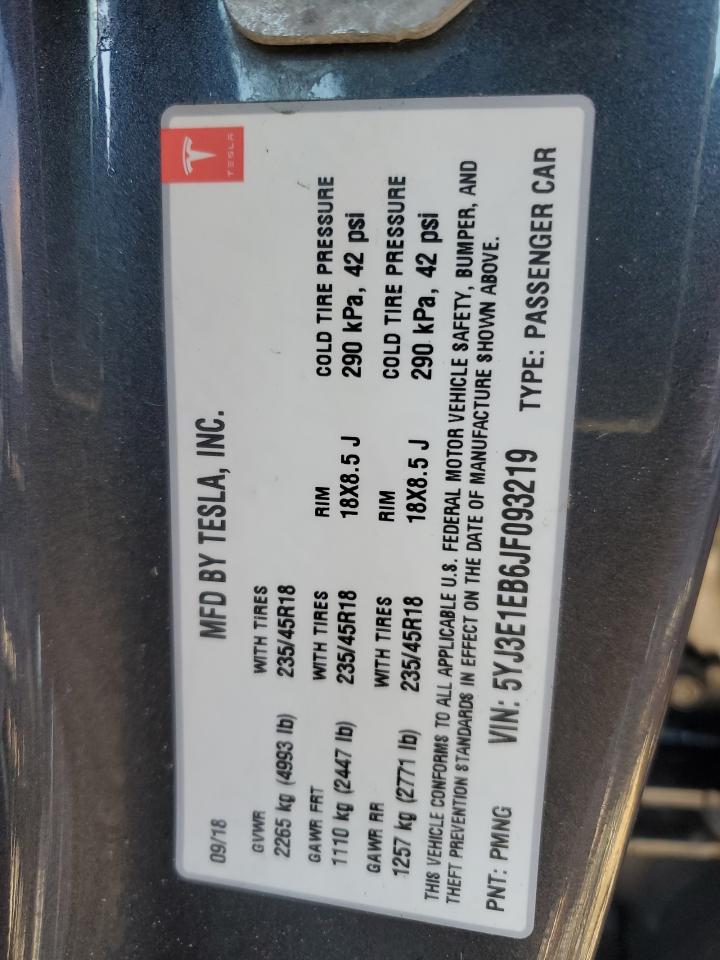 TESLA
MFD BY TESLA, INC.
09/18
GVWR WITH TIRES
2265 kg (4993 lb) 235/45R18
GAWR FRT WITH TIRES RIM COLD TIRE PRESSURE
1110 kg (2447 lb) 235/45R18 18X8.5 J 290 kPa, 42 psi
GAWR RR WITH TIRES RIM COLD TIRE PRESSURE
1257 kg (2771 lb) 235/45R18 18X8.5 J 290 kPa, 42 psi
THIS VEHICLE CONFORMS TO ALL APPLICABLE U.S. FEDERAL MOTOR VEHICLE SAFETY, BUMPER, AND
THEFT PREVENTION STANDARDS IN EFFECT ON THE DATE OF MANUFACTURE SHOWN ABOVE.
PNT: PMNG VIN: 5YJ3E1EB6JF093219 TYPE: PASSENGER CAR